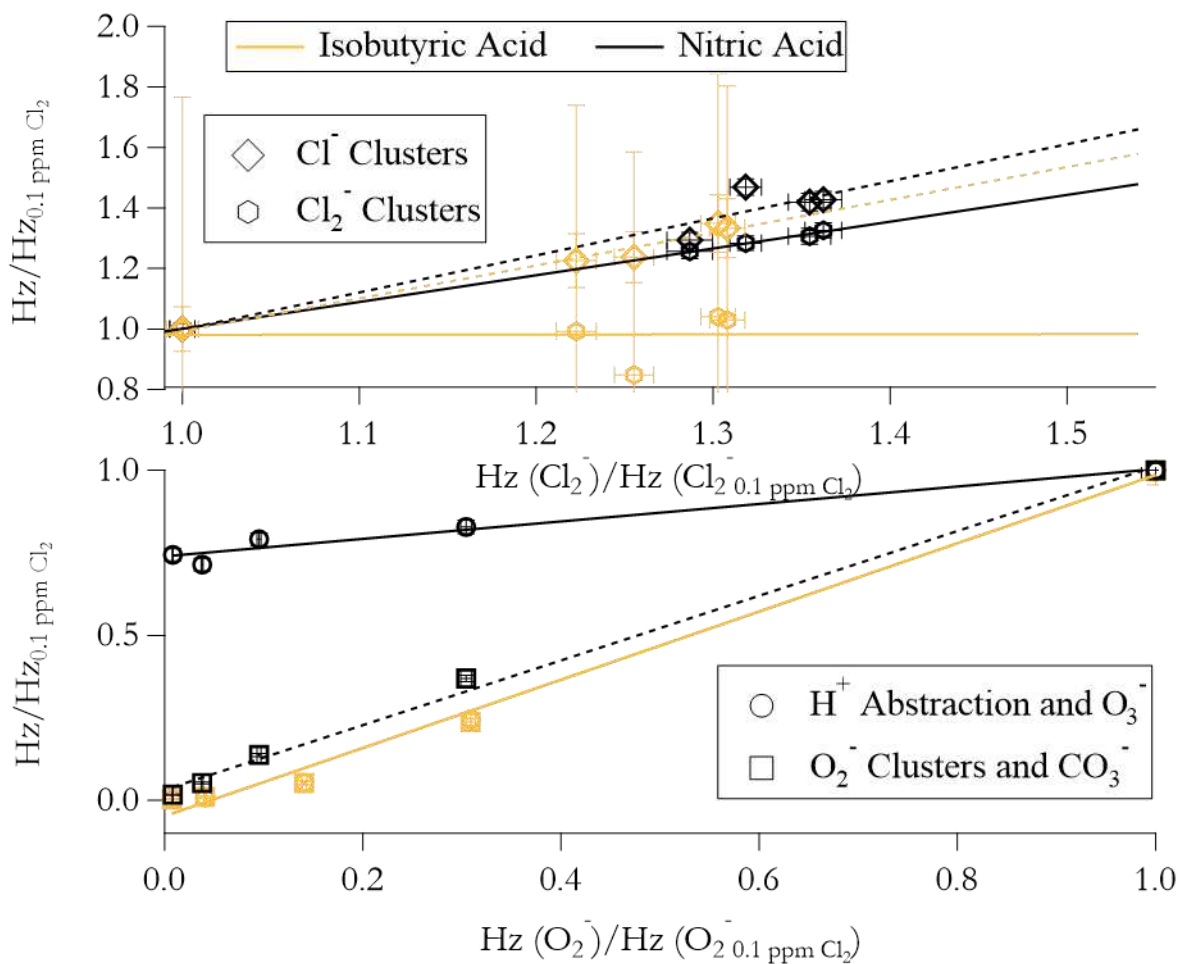 2.0
1.8
1.6
1.4
1.2
1.0
0.8
Hz/Hz0.1 ppm Cl2
Isobutyric Acid Nitric Acid
Cl- Clusters
Cl2- Clusters
1.0 1.1 1.2 1.3 1.4 1.5
Hz (Cl2-)/Hz (Cl2- 0.1 ppm Cl2)
1.0
0.5
0.0
Hz/Hz0.1 ppm Cl2
H+ Abstraction and O3-
O2- Clusters and CO3-
0.0 0.2 0.4 0.6 0.8 1.0
Hz (O2-)/Hz (O2- 0.1 ppm Cl2)